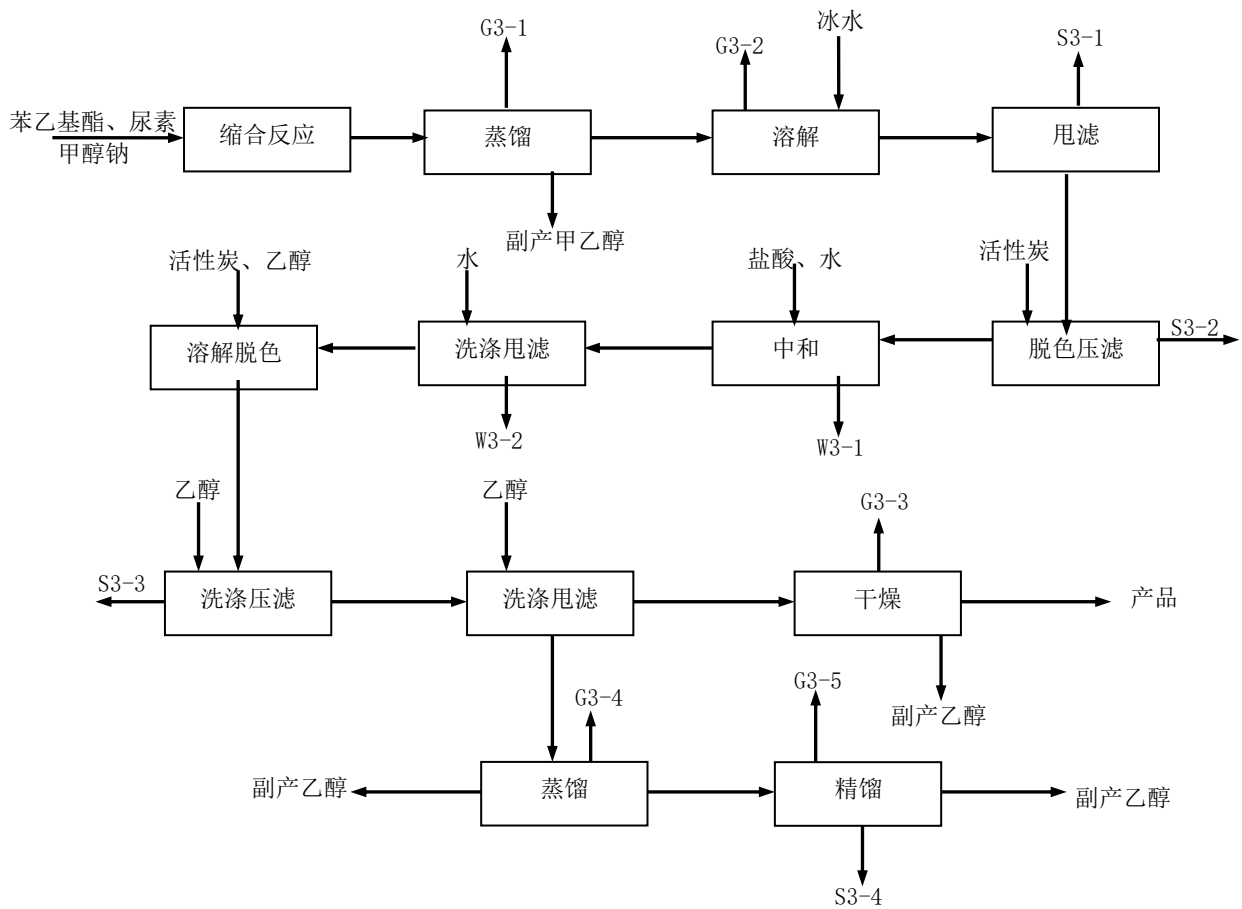 G3-1
G3-2
冰水
S3-1
苯乙基酯、尿素
甲醇钠
缩合反应
蒸馏
溶解
甩滤
副产甲乙醇
活性炭、乙醇
水
盐酸、水
活性炭
溶解脱色
洗涤甩滤
中和
脱色压滤
S3-2
W3-2
W3-1
乙醇
乙醇
G3-3
S3-3
洗涤压滤
洗涤甩滤
干燥
产品
G3-4
G3-5
副产乙醇
副产乙醇
蒸馏
精馏
副产乙醇
S3-4